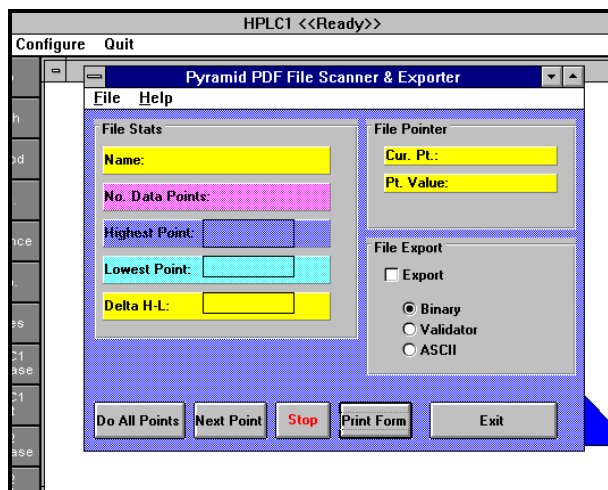 HPLC1 <<Ready>>
Configure Quit
Pyramid PDF File Scanner & Exporter
File Help
File Stats
Name:
No. Data Points:
Highest Point:
Lowest Point:
Delta H-L:
File Pointer
Cur. Pt.:
Pt. Value:
File Export
Export
Binary
Validator
ASCII
Do All Points Next Point Stop Print Form Exit